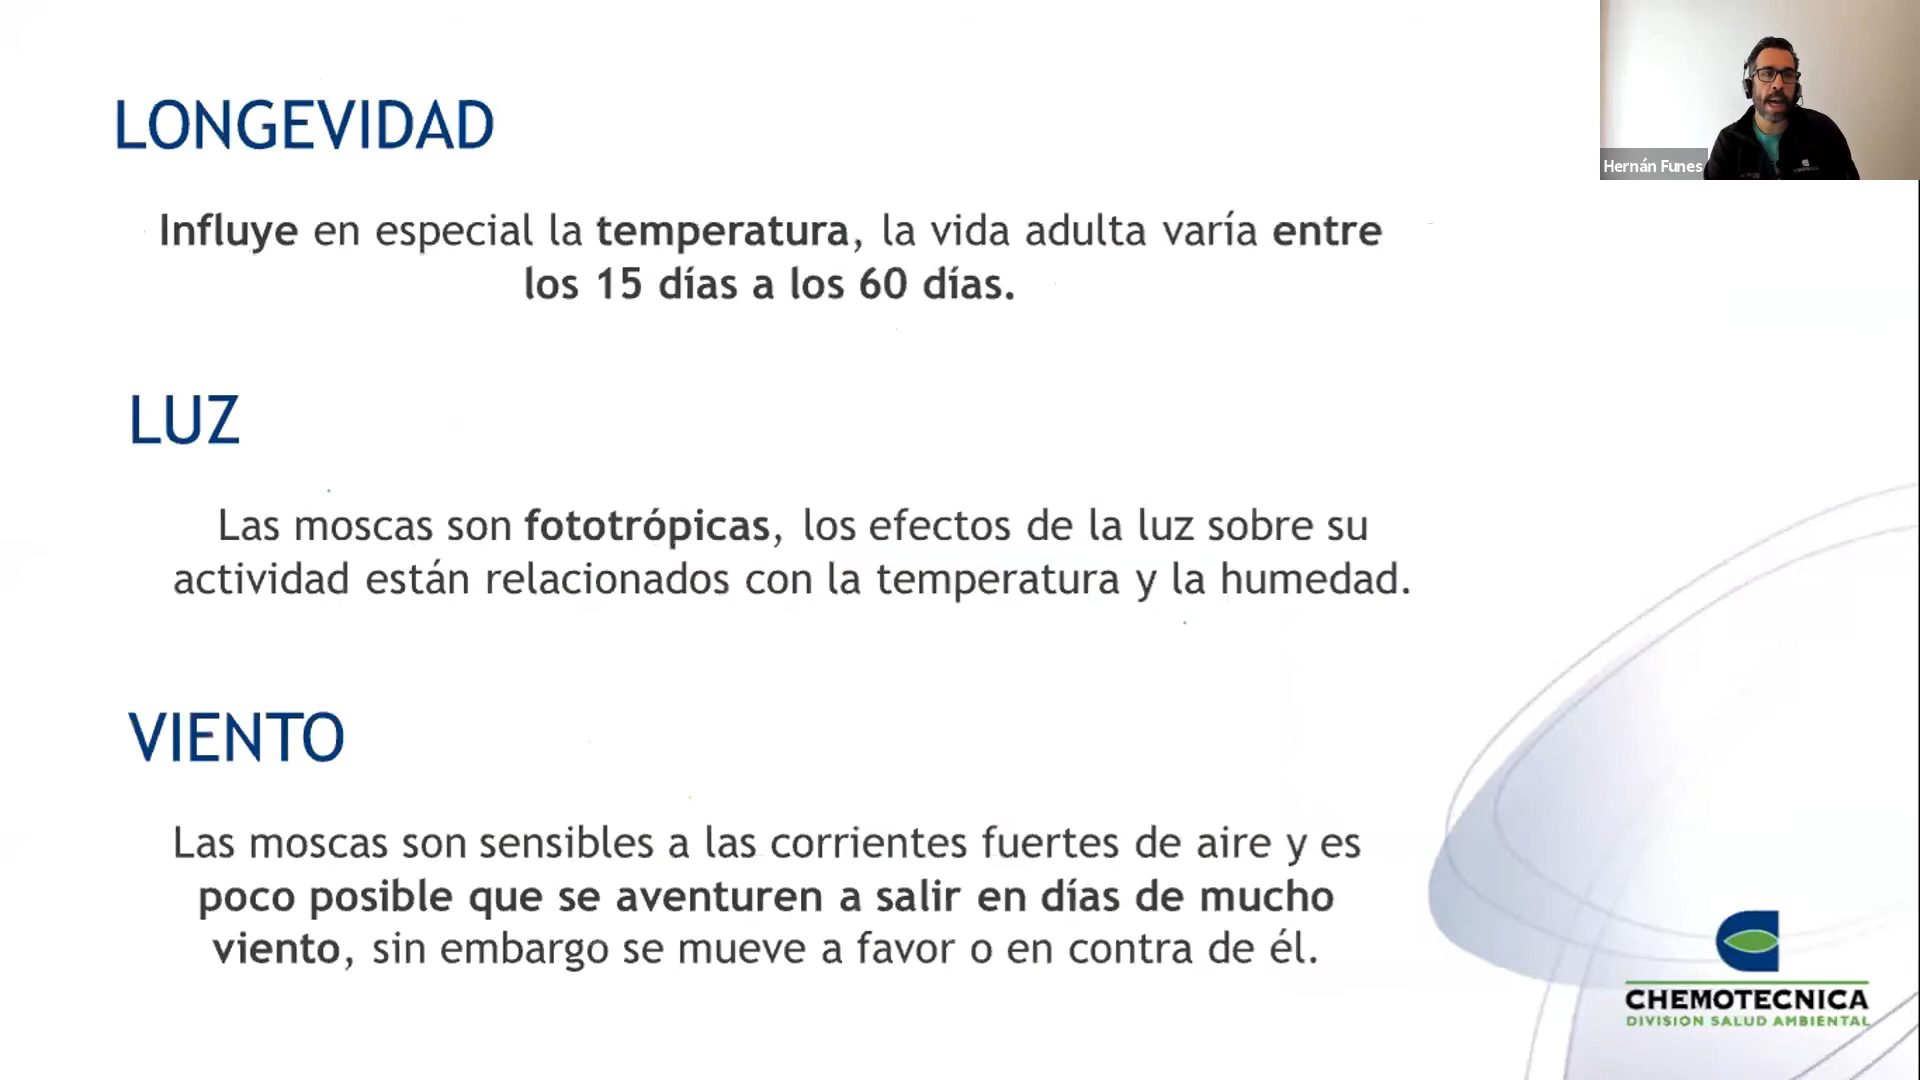 LONGEVIDAD
Hernán Funes
Influye en especial la temperatura, la vida adulta varía entre
los 15 días a los 60 días.
LUZ
Las moscas son fototrópicas, los efectos de la luz sobre su
actividad están relacionados con la temperatura y la humedad.
VIENTO
Las moscas son sensibles a las corrientes fuertes de aire y es
poco posible que se aventuren a salir en días de mucho
viento, sin embargo se mueve a favor o en contra de él.
CHEMOTECNICA
DIVISION SALUD AMBIENTAL